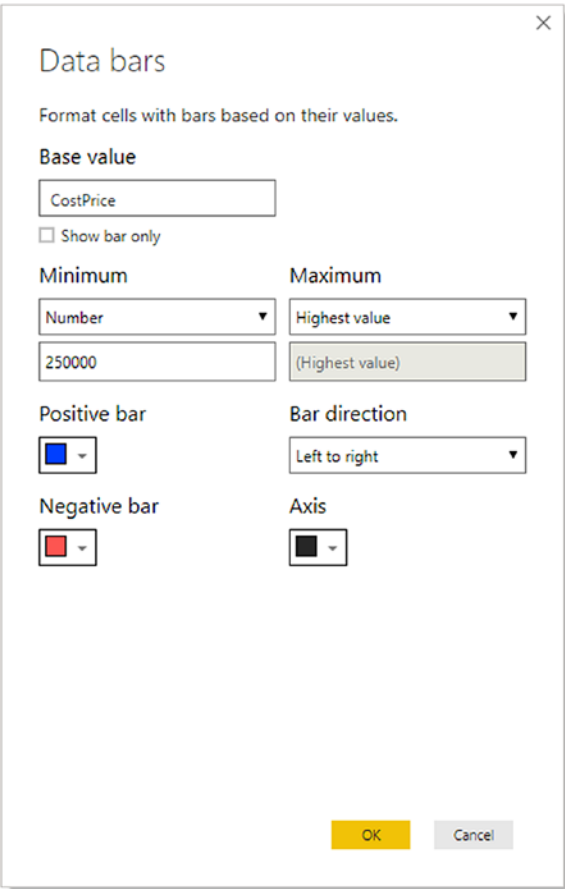 Data bars
Format cells with bars based on their values.
Base value
CostPrice
Show bar only
Minimum Maximum
Number Highest value
250000 (Highest value)
Positive bar Bar direction
Left to right
Negative bar Axis
OK Cancel